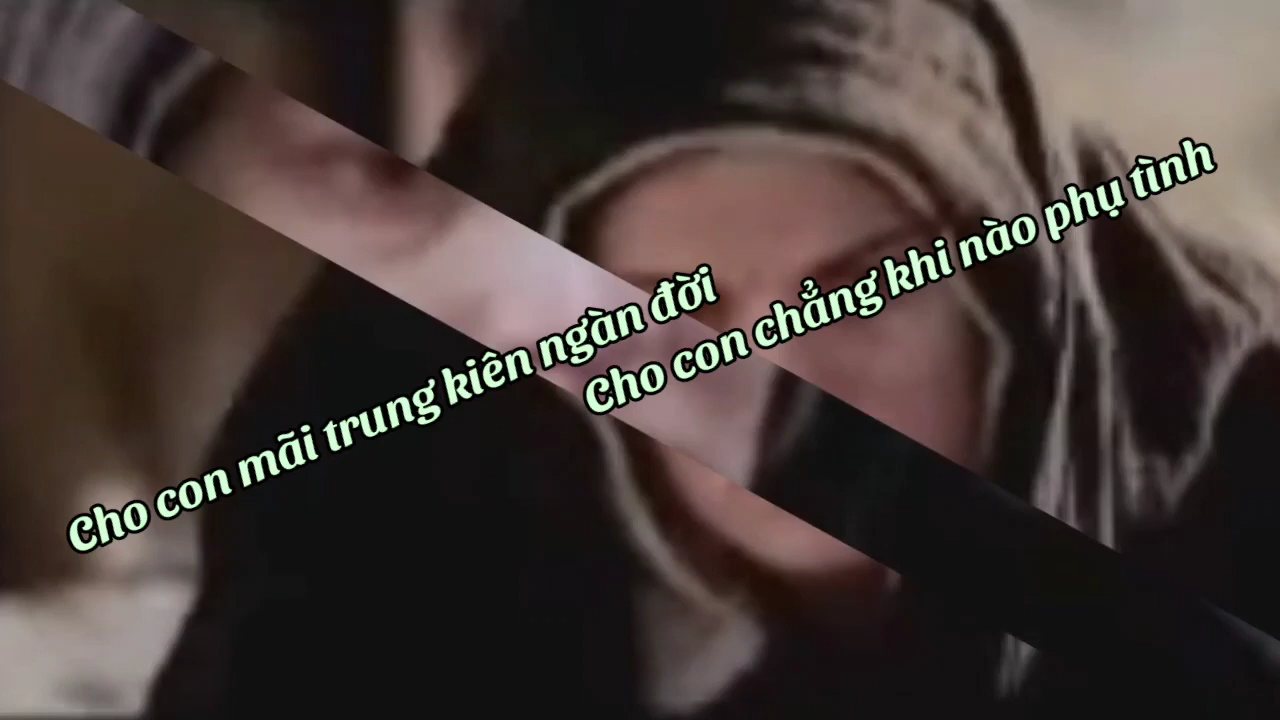 Cho con mãi trung kiên ngàn đời
Cho con chẳng khi nào phụ tình